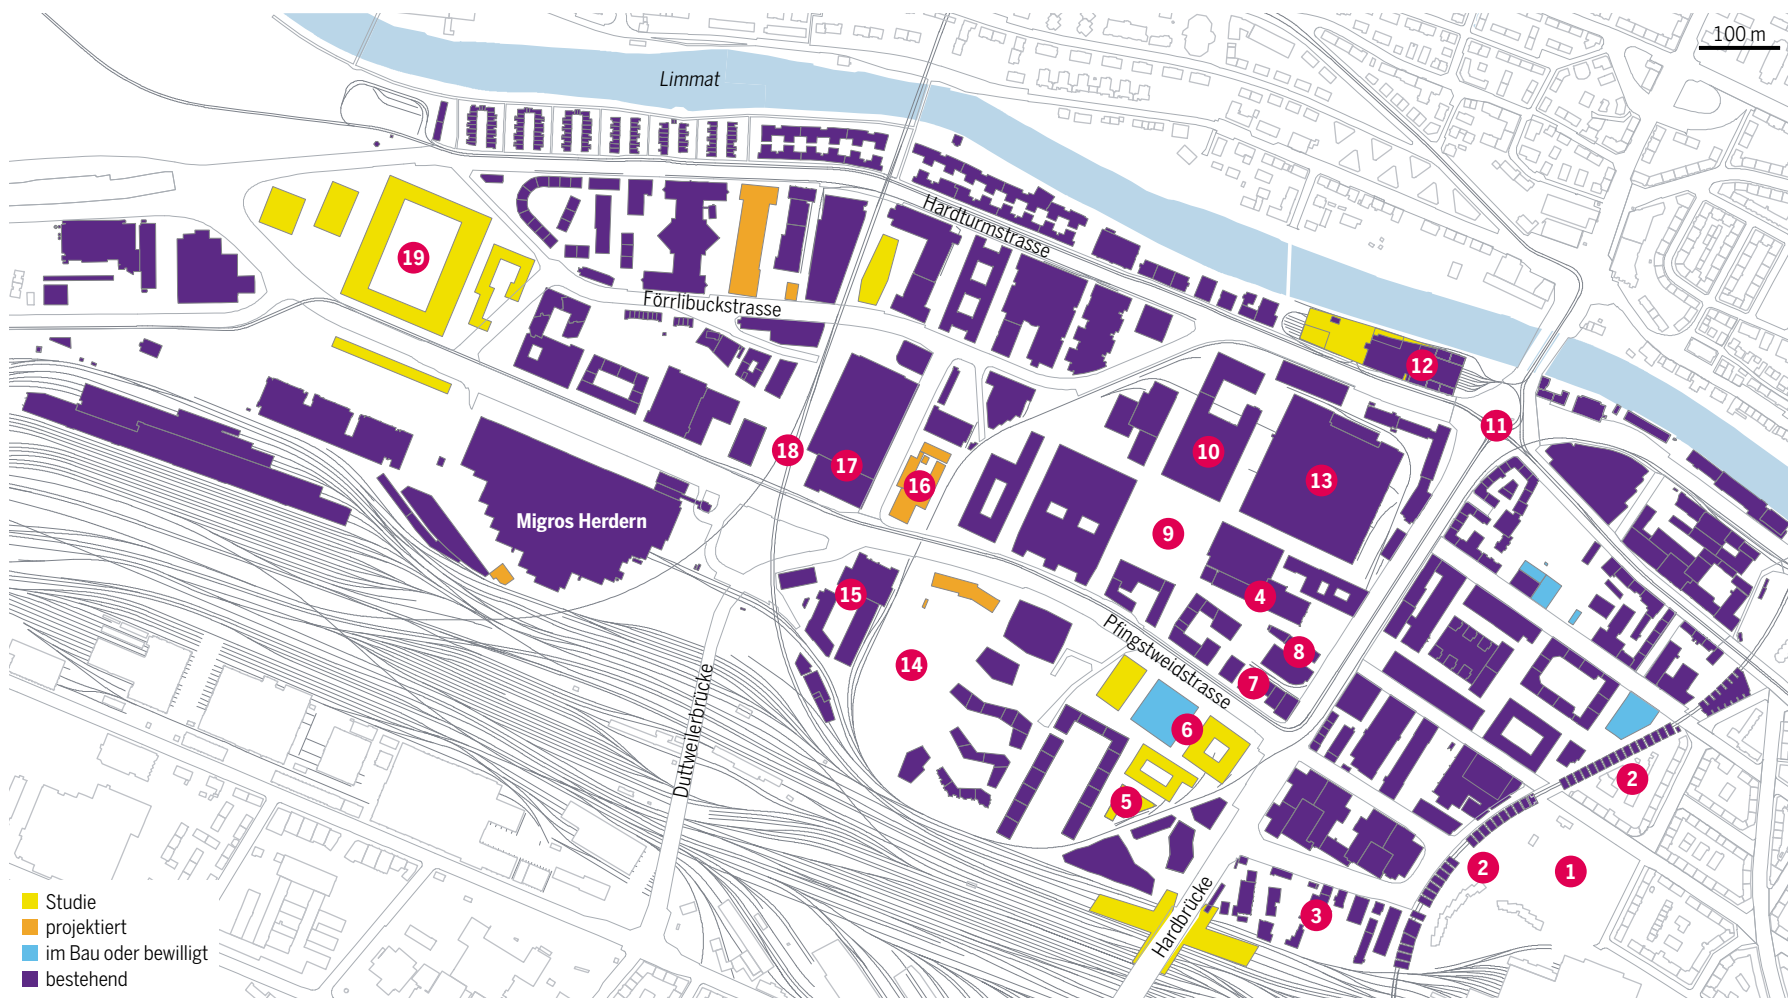 100 m
Limmat
Hardturmstrasse
19
Förrlibuckstrasse
12
11
18
17
10
13
16
Migros Herdern
9
15
4
Pfingstweidstrasse
8
14
7
Duttweilerbrücke
6
2
5
2
1
Hardbrücke
3
Studie
projektiert
im Bau oder bewilligt
bestehend